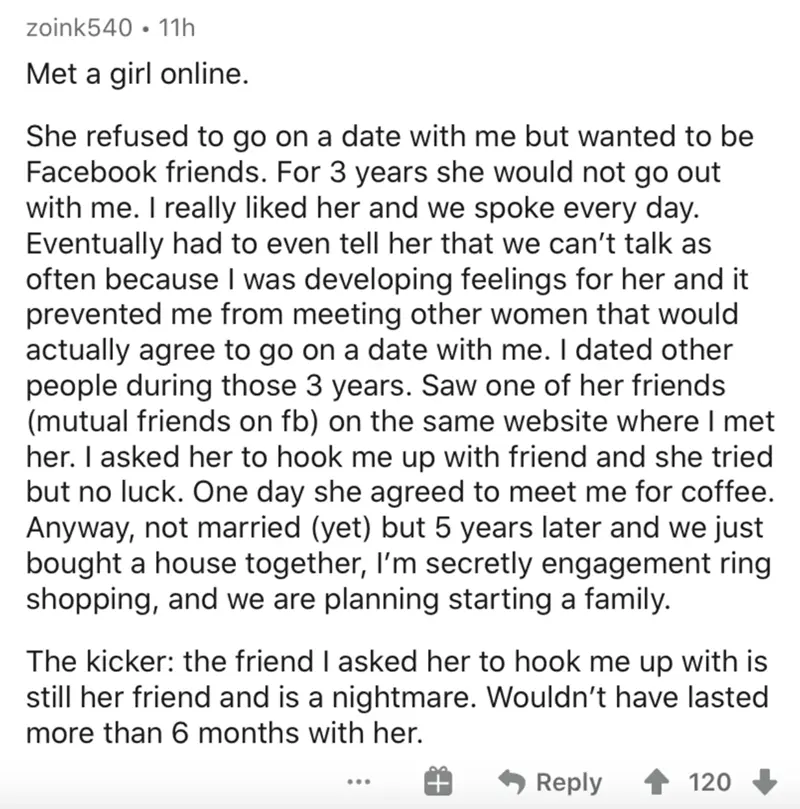 zoink540 • 11h
Met a girl online.
She refused to go on a date with me but wanted to be
Facebook friends. For 3 years she would not go out
with me. I really liked her and we spoke every day.
Eventually had to even tell her that we can’t talk as
often because I was developing feelings for her and it
prevented me from meeting other women that would
actually agree to go on a date with me. I dated other
people during those 3 years. Saw one of her friends
(mutual friends on fb) on the same website where I met
her. I asked her to hook me up with friend and she tried
but no luck. One day she agreed to meet me for coffee.
Anyway, not married (yet) but 5 years later and we just
bought a house together, I’m secretly engagement ring
shopping, and we are planning starting a family.
The kicker: the friend I asked her to hook me up with is
still her friend and is a nightmare. Wouldn’t have lasted
more than 6 months with her.
Reply 120